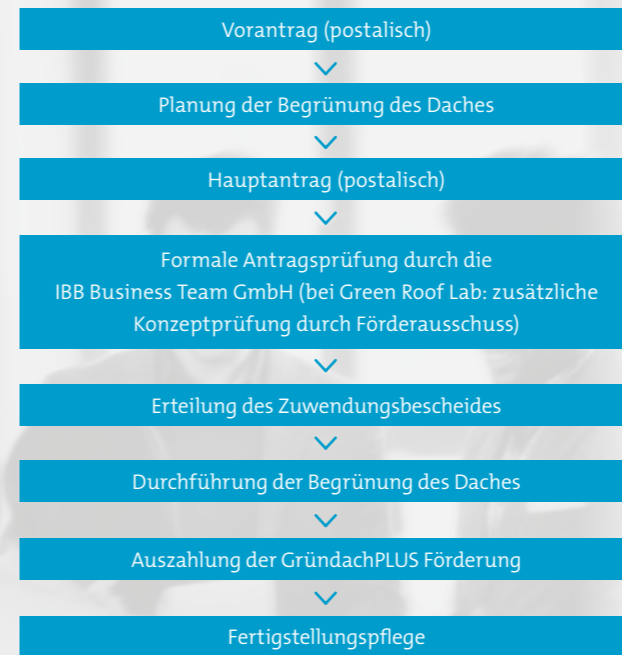 Vorantrag (postalisch)
Planung der Begrünung des Daches
Hauptantrag (postalisch)
Formale Antragsprüfung durch die
IBB Business Team GmbH (bei Green Roof Lab: zusätzliche
Konzeptprüfung durch Förderausschuss)
Erteilung des Zuwendungsbescheides
Durchführung der Begrünung des Daches
Auszahlung der GründachPLUS Förderung
Fertigstellungspflege